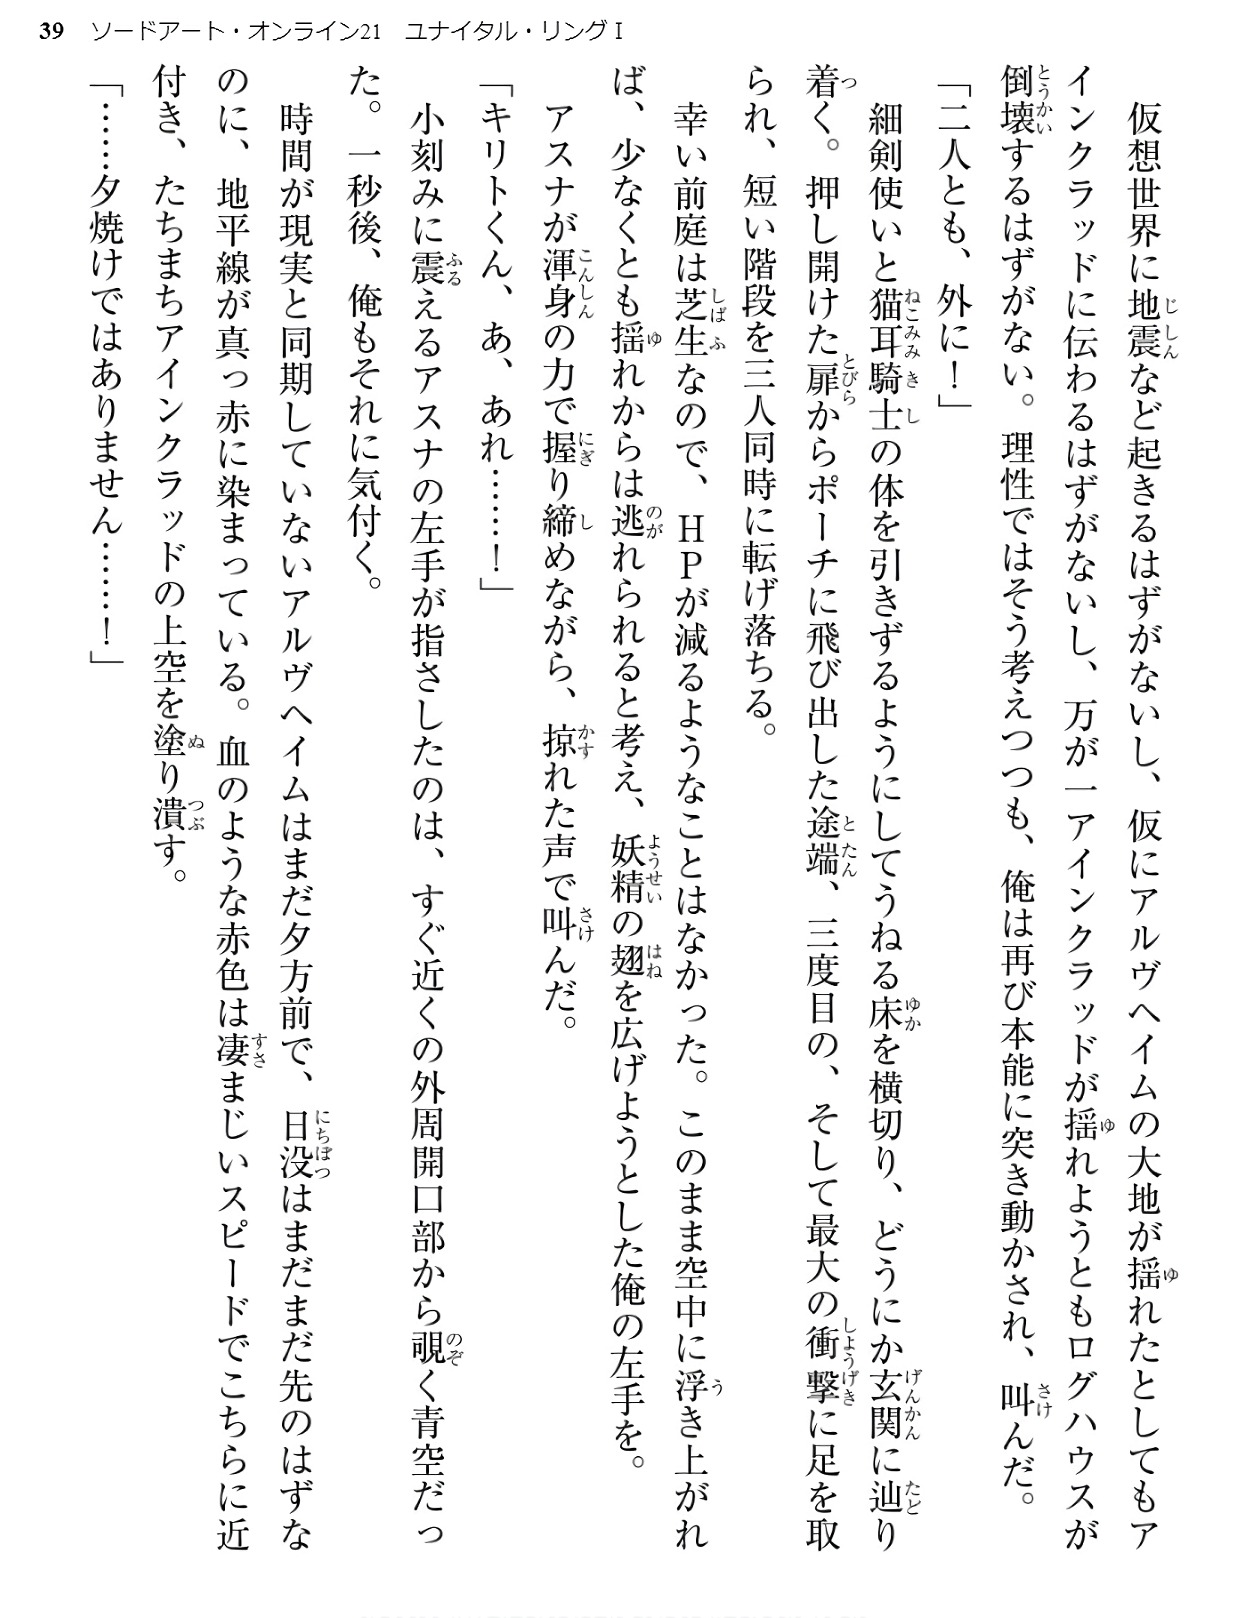 39 ソードアート・オンライン21 ユナイタル・リングⅠ
仮想世界に地震など起きるはずがないし、仮にアルヴヘイムの大地が揺れたとしてもア
インクラッドに伝わるはずがないし、万が一アインクラッドが揺れようともログハウスが
倒壊するはずがない。理性ではそう考えつつも、俺は再び本能に突き動かされ、叫んだ。
「二人とも、外に！」
細剣使いと猫耳騎士の体を引きずるようにしてうねる床を横切り、どうにか玄関に辿り
着く。押し開けた扉からポーチに飛び出した途端、三度目の、そして最大の衝撃に足を取
られ、短い階段を三人同時に転げ落ちる。
幸い前庭は芝生なので、ＨＰが減るようなことはなかった。このまま空中に浮き上がれ
ば、少なくとも揺れからは逃れられると考え、妖精の翅を広げようとした俺の左手を。
アスナが渾身の力で握り締めながら、掠れた声で叫んだ。
「キリトくん、あ、あれ……！」
小刻みに震えるアスナの左手が指さしたのは、すぐ近くの外周開口部から覗く青空だっ
た。一秒後、俺もそれに気付く。
時間が現実と同期していないアルヴヘイムはまだ夕方前で、日没はまだまだ先のはずな
のに、地平線が真っ赤に染まっている。血のような赤色は凄まじいスピードでこちらに近
付き、たちまちアインクラッドの上空を塗り潰す。
「……夕焼けではありません……！」